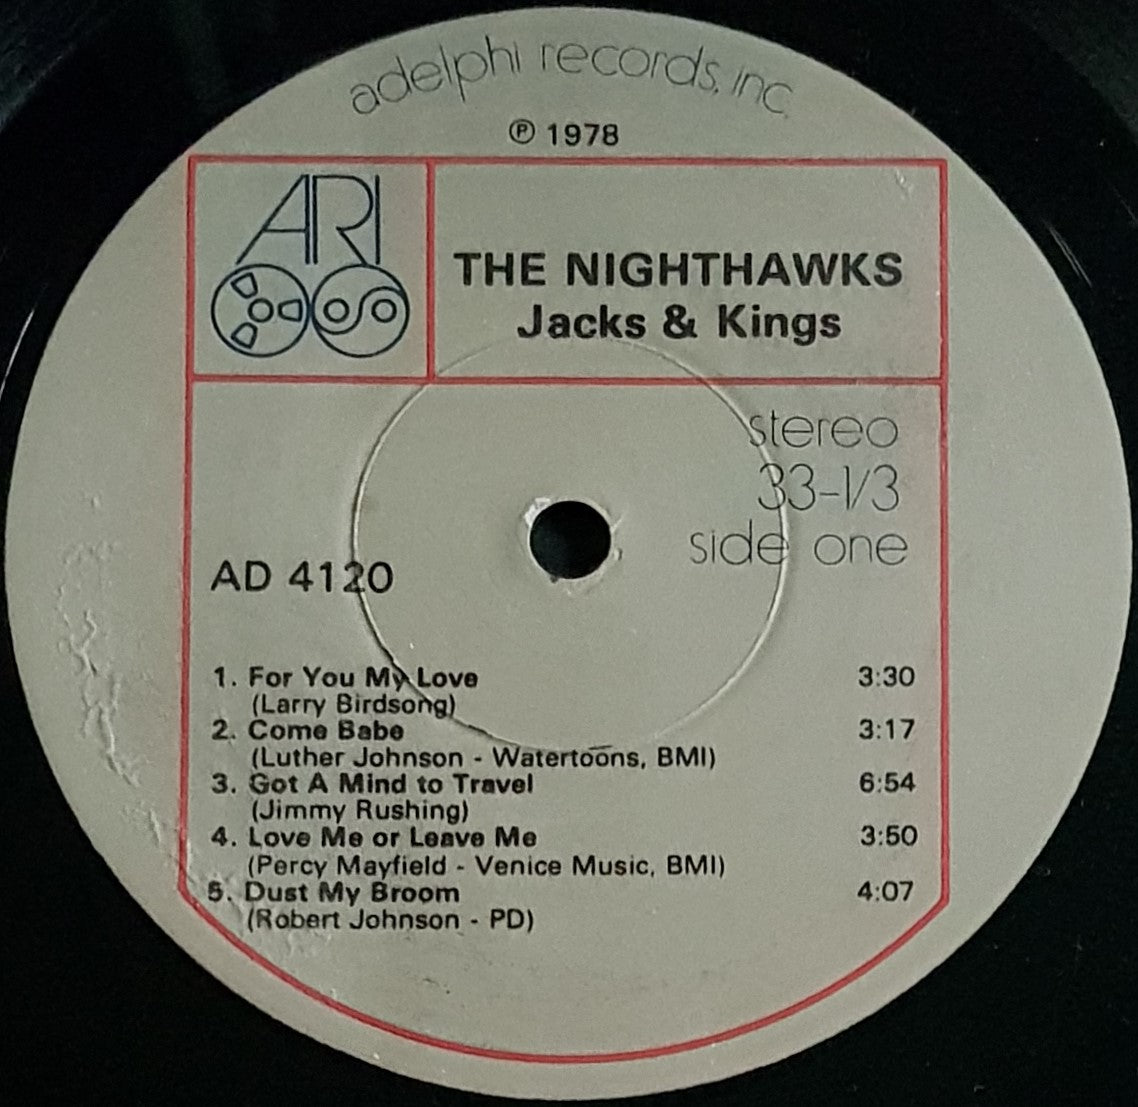 adelphi records, inc.
℗ 1978
ARI
THE NIGHTHAWKS
Jacks & Kings
stereo
33-1/3
side one
AD 4120
1. For You My Love 3:30
(Larry Birdsong)
2. Come Babe 3:17
(Luther Johnson - Watertoons, BMI)
3. Got A Mind to Travel 6:54
(Jimmy Rushing)
4. Love Me or Leave Me 3:50
(Percy Mayfield - Venice Music, BMI)
5. Dust My Broom 4:07
(Robert Johnson - PD)